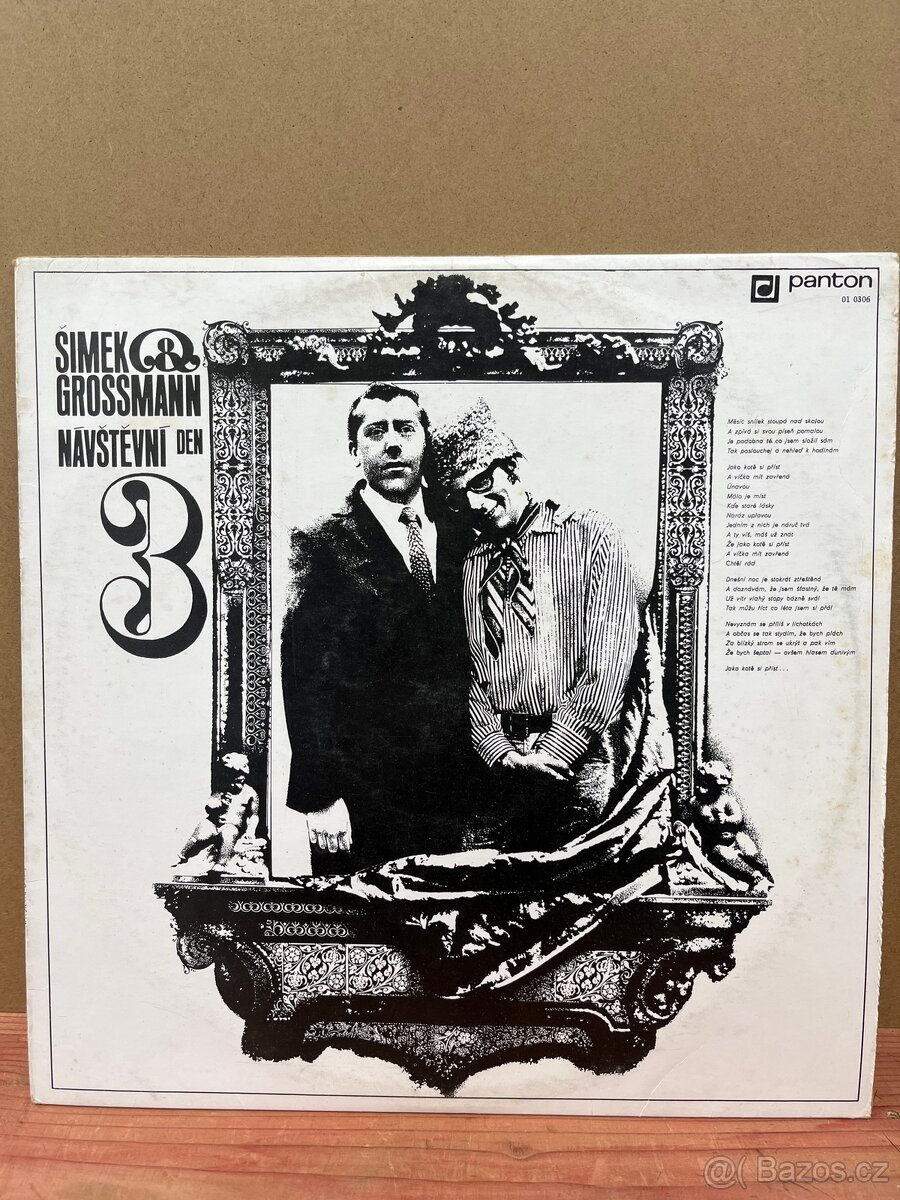 panton
01 0306
ŠIMEK &
GROSSMANN
NÁVŠTĚVNÍ DEN
3
Měsíc snílek stoupá nad skalou
A zpívá si svou píseň pomalou
Je podobna té co jsem složil sám
Tak poslouchej a nehleď k hodinám
Jako kotě si příst
A víčka mít zavřená
Únavou
Málo je míst
Kde staré lásky
Naráz uplavou
Jedním z nich je náruč tvá
A ty víš, máš už znát
Že jako kotě si příst
A víčka mít zavřená
Chtěl rád
Dnešní noc je stokrát ztřeštěná
A doznávám, že jsem šťastný, že tě mám
Už vítr vlahý stopy bázně svál
Tak můžu říct co léta jsem si přál
Nevyznám se příliš v lichotkách
A občas se tak stydím, že bych plách
Za blízký strom se ukrýt a pak vím
Že bych šeptal — ovšem hlasem dunivým
Jako kotě si příst...
@( Bazos.cz